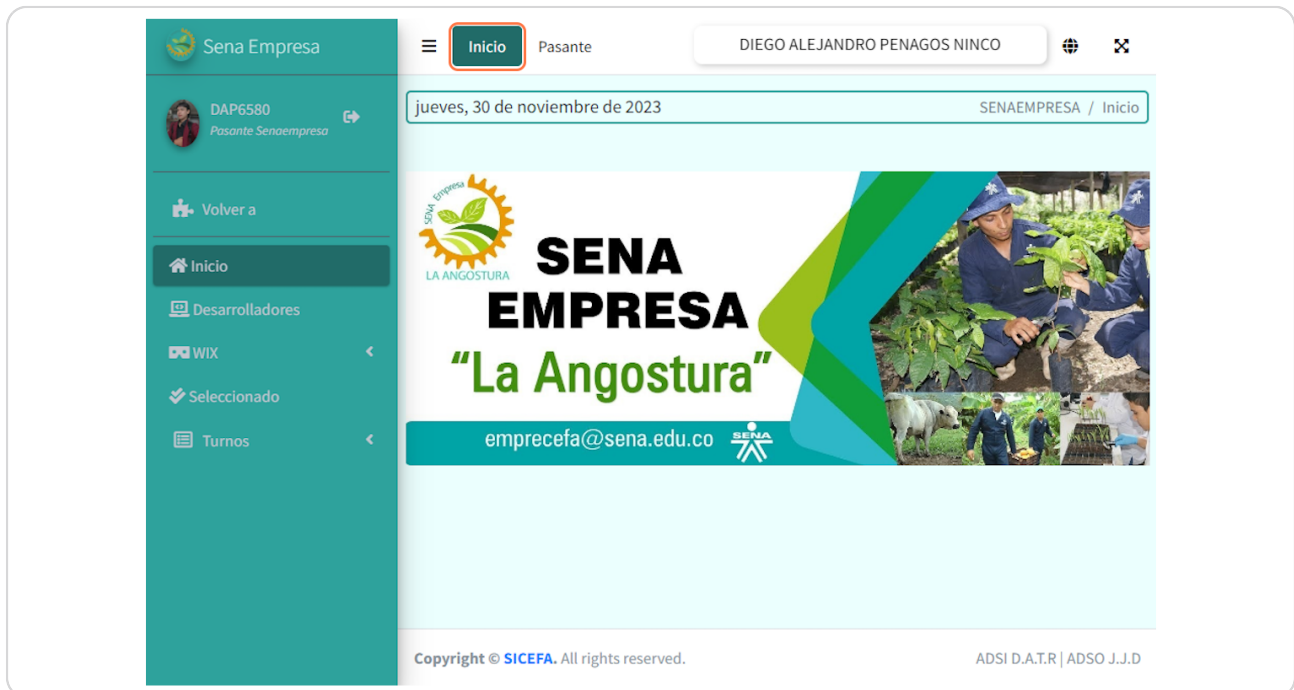 Sena Empresa
DAP6580
Pasante Senaempresa
Volver a
Inicio
Desarrolladores
WIX
Seleccionado
Turnos
Inicio Pasante DIEGO ALEJANDRO PENAGOS NINCO
jueves, 30 de noviembre de 2023 SENAEMPRESA / Inicio
SENA Empresa
LA ANGOSTURA
SENA
EMPRESA
“La Angostura”
emprecefa@sena.edu.co SENA
Copyright © SICEFA. All rights reserved. ADSI D.A.T.R | ADSO J.J.D